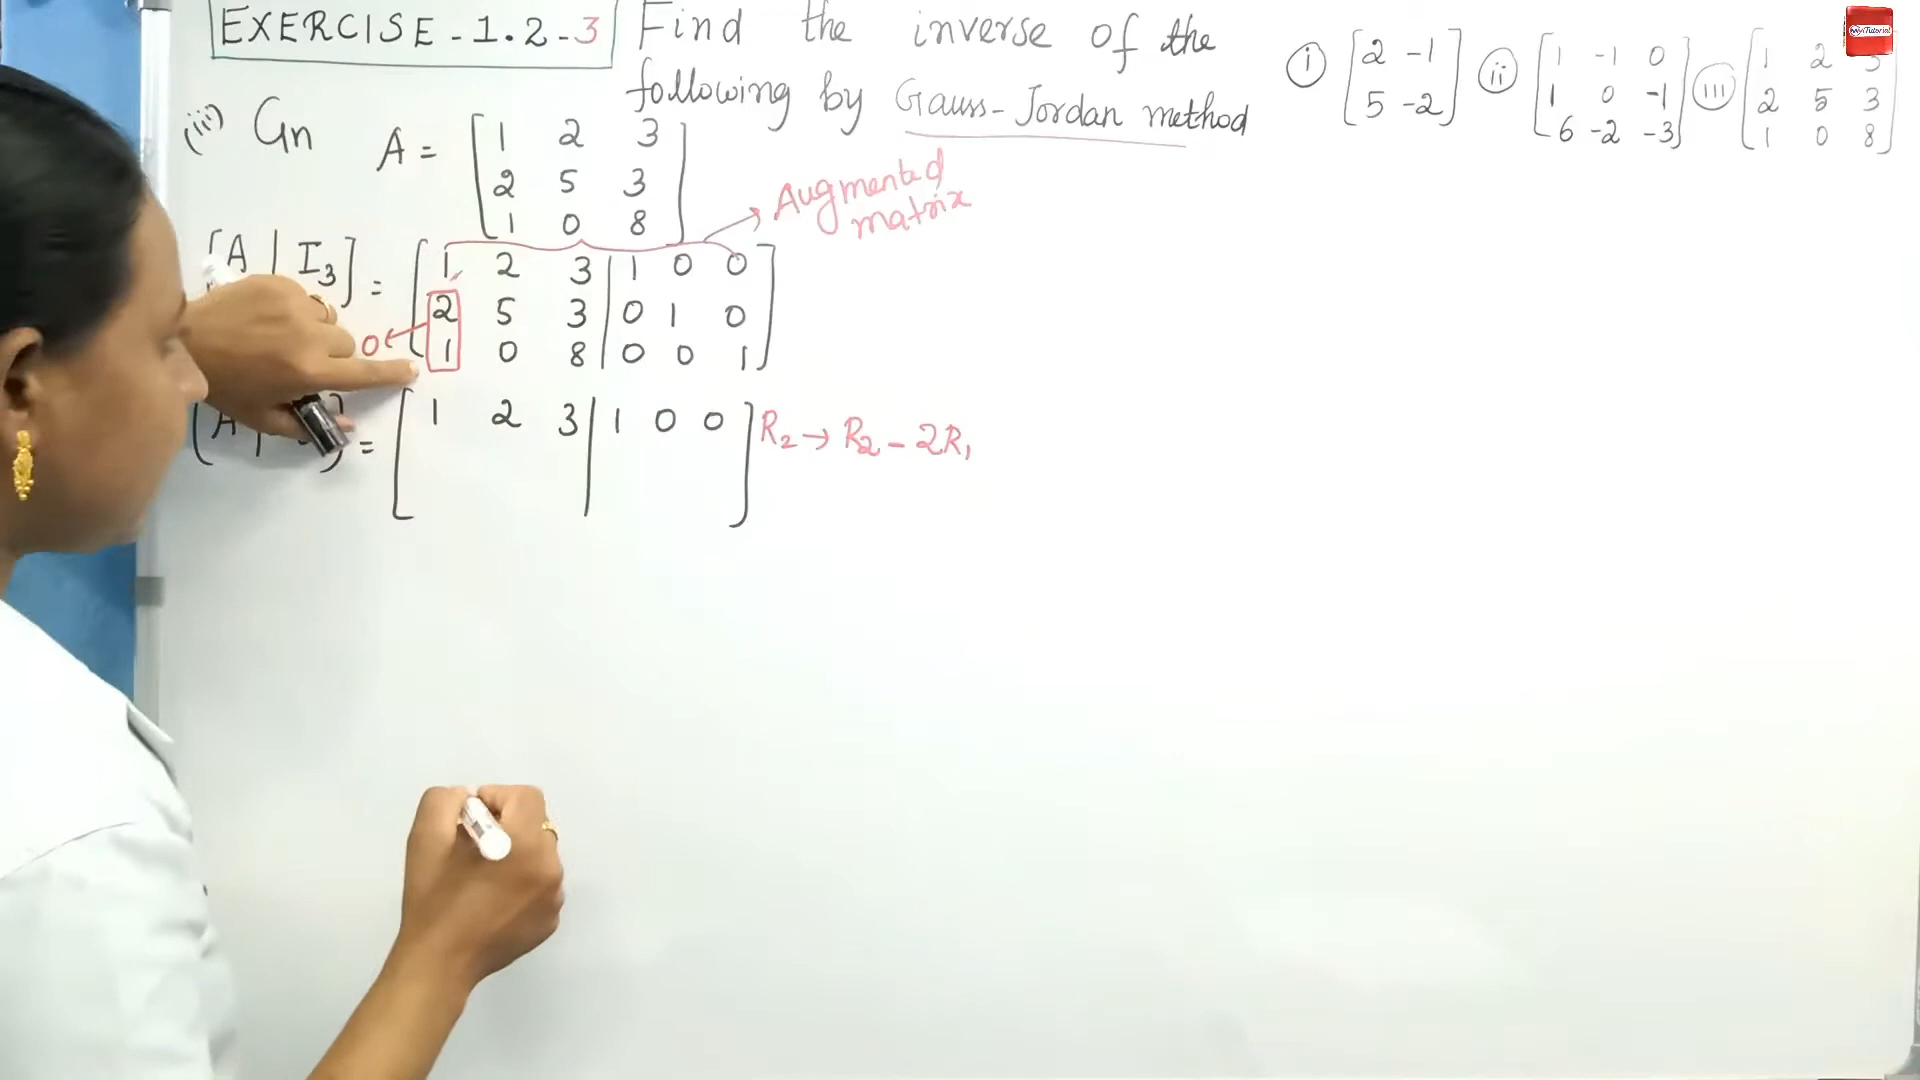 EXERCISE-1.2-3 Find the inverse of the
following by Gauss-Jordan method
(i) [2 -1
5 -2]
(ii) [1 -1 0
1 0 -1
6 -2 -3]
(iii) [1 2 3
2 5 3
1 0 8]
MyiTutorial
(iii) Gn A = [1 2 3
2 5 3
1 0 8]
Augmented
matrix
[A | I₃] = [1 2 3 | 1 0 0
2 5 3 | 0 1 0
0 ← 1 0 8 | 0 0 1]
= [1 2 3 | 1 0 0] R₂ → R₂ - 2R₁